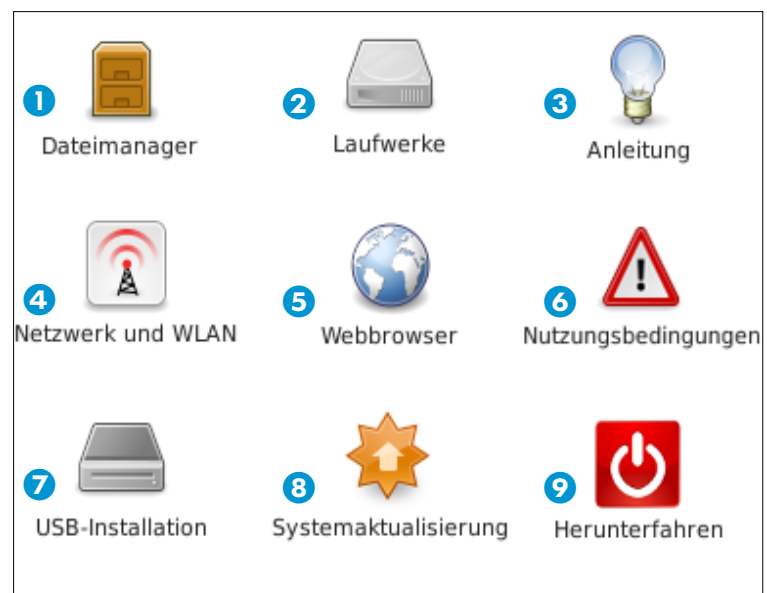 1
Dateimanager
2
Laufwerke
3
Anleitung
4
Netzwerk und WLAN
5
Webbrowser
6
Nutzungsbedingungen
7
USB-Installation
8
Systemaktualisierung
9
Herunterfahren